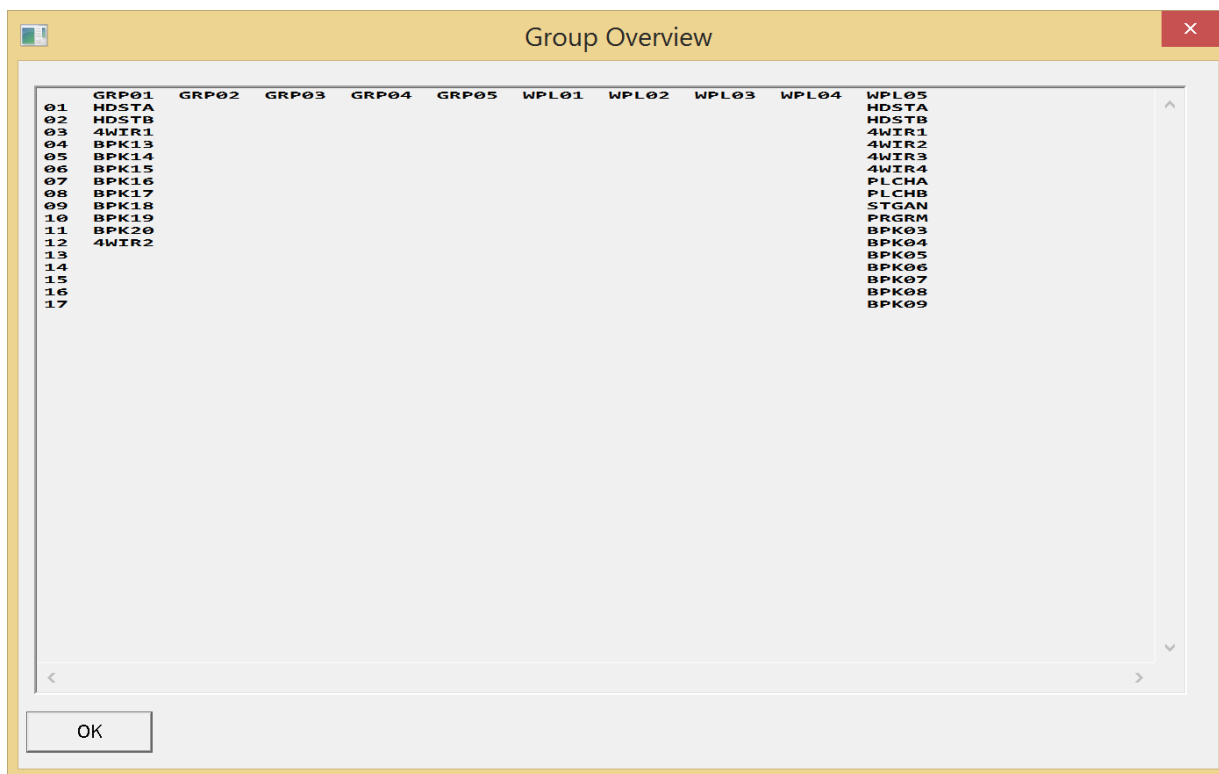 Group Overview
GRP01 GRP02 GRP03 GRP04 GRP05 WPL01 WPL02 WPL03 WPL04 WPL05
01 HDSTA HDSTA
02 HDSTB HDSTB
03 4WIR1 4WIR1
04 BPK13 4WIR2
05 BPK14 4WIR3
06 BPK15 4WIR4
07 BPK16 PLCHA
08 BPK17 PLCHB
09 BPK18 STGAN
10 BPK19 PRGRM
11 BPK20 BPK03
12 4WIR2 BPK04
13 BPK05
14 BPK06
15 BPK07
16 BPK08
17 BPK09
OK